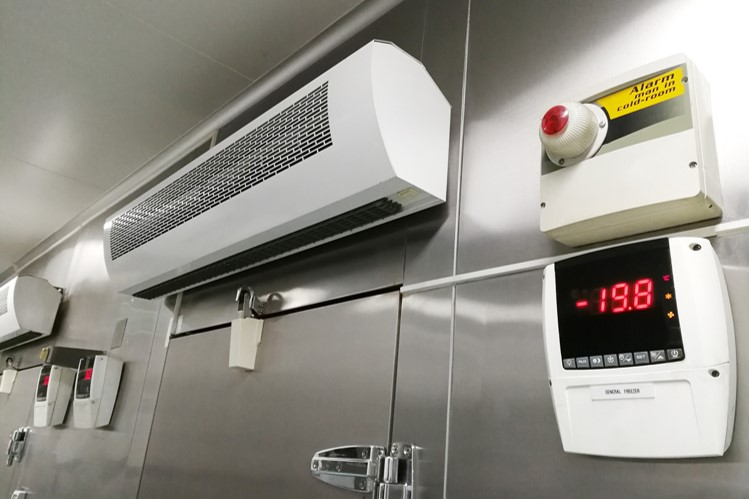 Alarm
man in
cold-room
-19.8
°C
GENERAL FREEZER